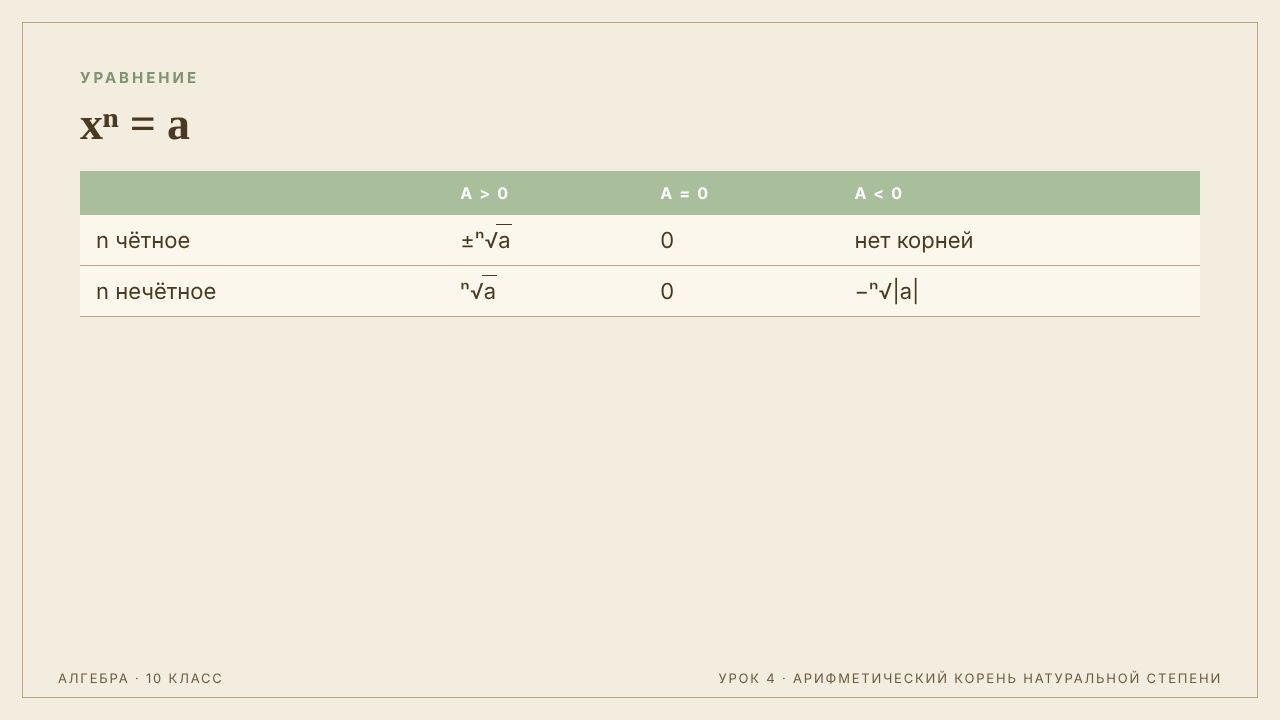 УРАВНЕНИЕ
xⁿ = a
A > 0 A = 0 A < 0
n чётное ±ⁿ√a̅ 0 нет корней
n нечётное ⁿ√a̅ 0 −ⁿ√|a|
АЛГЕБРА · 10 КЛАСС
УРОК 4 · АРИФМЕТИЧЕСКИЙ КОРЕНЬ НАТУРАЛЬНОЙ СТЕПЕНИ